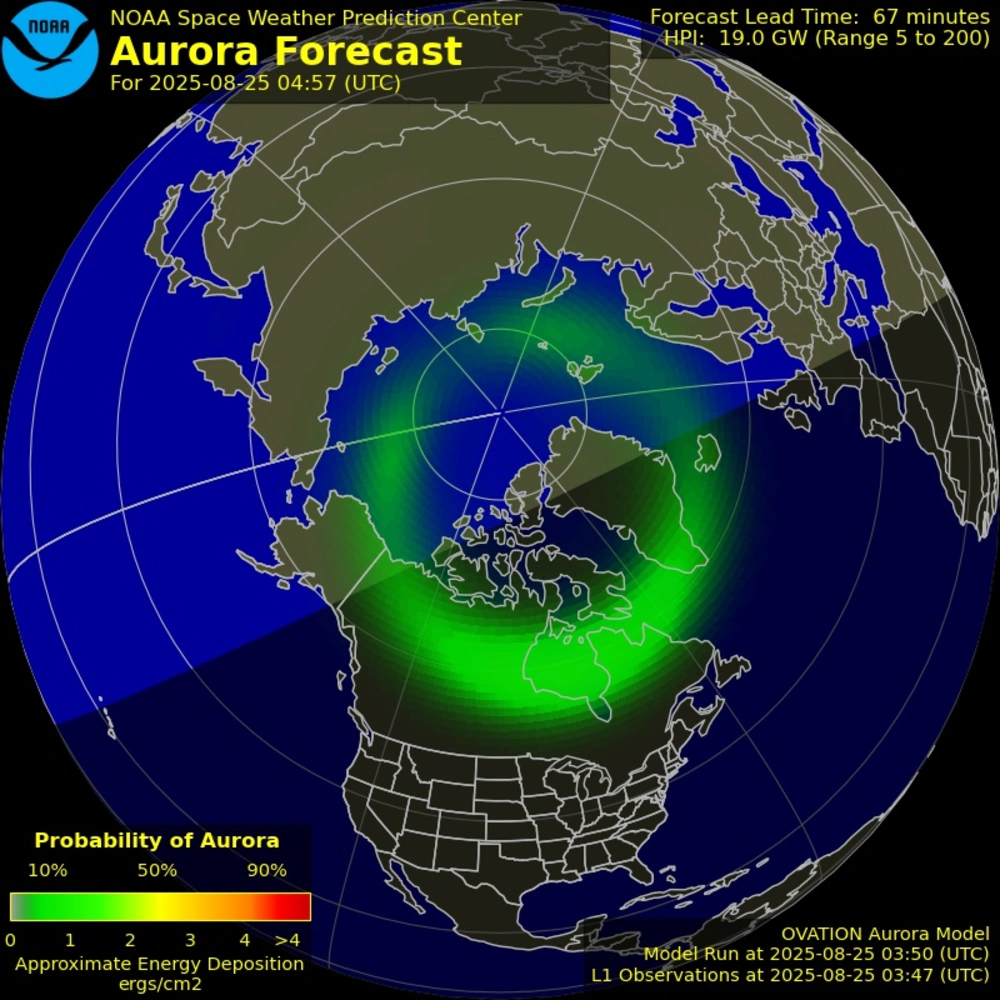 NOAA
NOAA Space Weather Prediction Center
Aurora Forecast
For 2025-08-25 04:57 (UTC)
Forecast Lead Time: 67 minutes
HPI: 19.0 GW (Range 5 to 200)
Probability of Aurora
10% 50% 90%
0 1 2 3 4 >4
Approximate Energy Deposition
ergs/cm2
OVATION Aurora Model
Model Run at 2025-08-25 03:50 (UTC)
L1 Observations at 2025-08-25 03:47 (UTC)